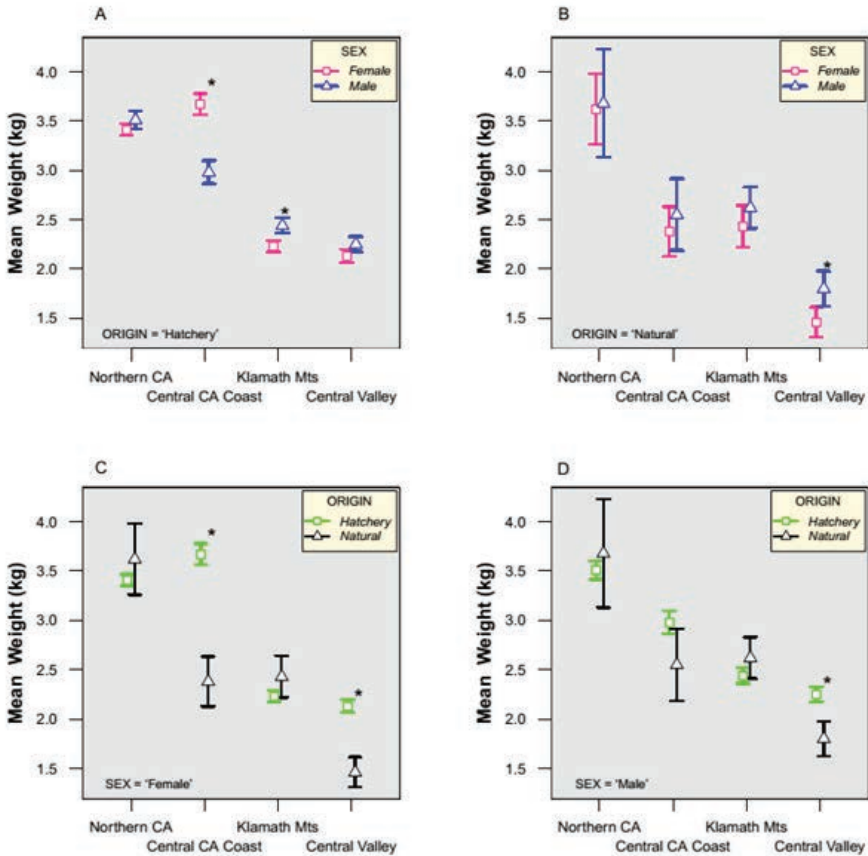 A
SEX
Female
Male
4.0
3.5
3.0
2.5
2.0
1.5
Mean Weight (kg)
*
*
ORIGIN = ‘Hatchery’
Northern CA
Klamath Mts
Central CA Coast
Central Valley
B
SEX
Female
Male
4.0
3.5
3.0
2.5
2.0
1.5
Mean Weight (kg)
*
ORIGIN = ‘Natural’
Northern CA
Klamath Mts
Central CA Coast
Central Valley
C
ORIGIN
Hatchery
Natural
4.0
3.5
3.0
2.5
2.0
1.5
Mean Weight (kg)
*
*
SEX = ‘Female’
Northern CA
Klamath Mts
Central CA Coast
Central Valley
D
ORIGIN
Hatchery
Natural
4.0
3.5
3.0
2.5
2.0
1.5
Mean Weight (kg)
*
SEX = ‘Male’
Northern CA
Klamath Mts
Central CA Coast
Central Valley